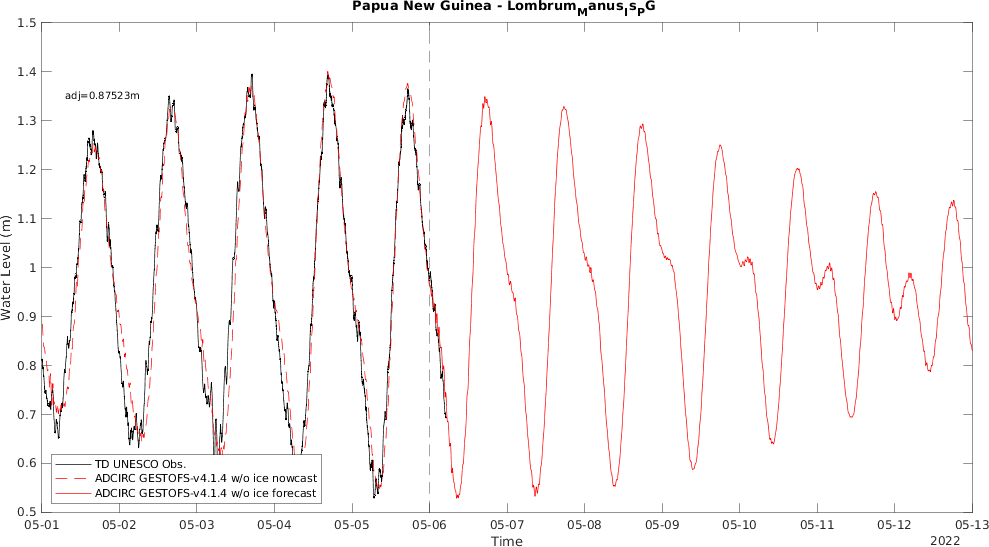 Papua New Guinea - Lombrum_Manus_Is_PG
1.5
1.4
1.3
1.2
1.1
1
0.9
0.8
0.7
0.6
0.5
Water Level (m)
adj=0.87523m
TD UNESCO Obs.
ADCIRC GESTOFS-v4.1.4 w/o ice nowcast
ADCIRC GESTOFS-v4.1.4 w/o ice forecast
05-01 05-02 05-03 05-04 05-05 05-06 05-07 05-08 05-09 05-10 05-11 05-12 05-13
Time
2022